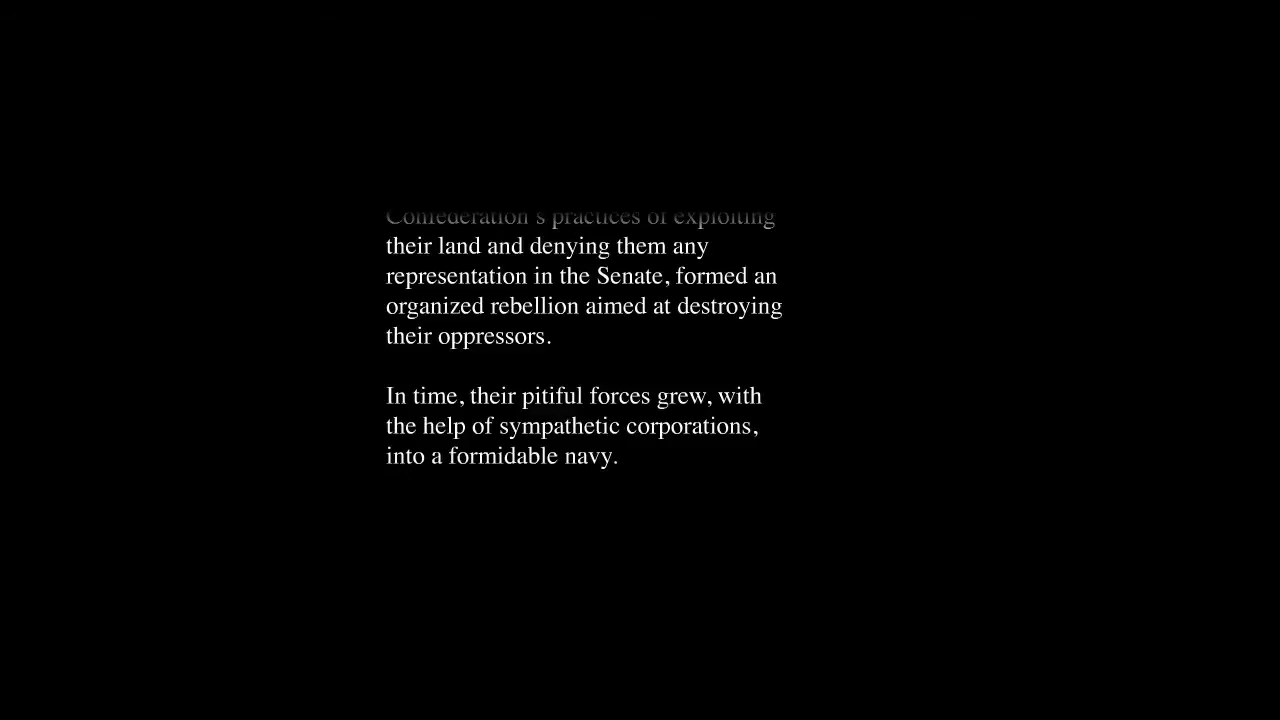 Confederation's practices of exploiting
their land and denying them any
representation in the Senate, formed an
organized rebellion aimed at destroying
their oppressors.
In time, their pitiful forces grew, with
the help of sympathetic corporations,
into a formidable navy.